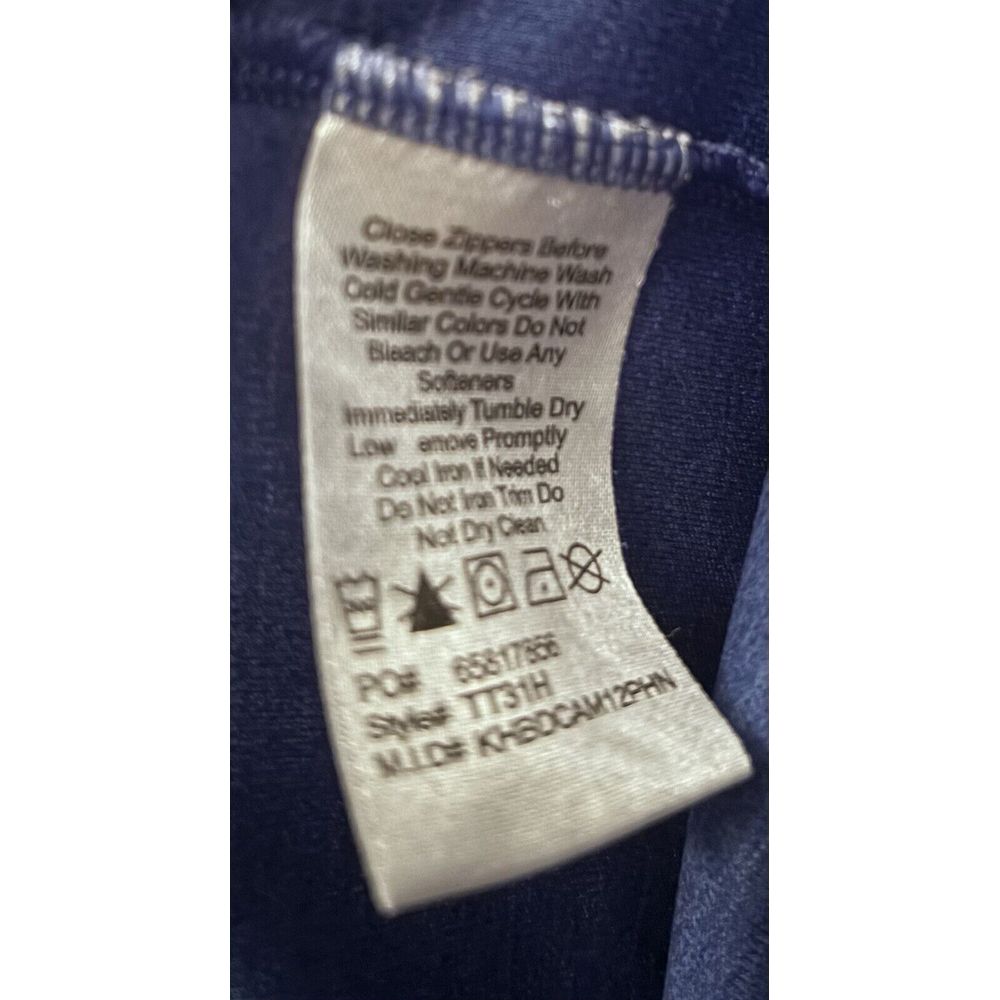 Close Zippers Before
Washing Machine Wash
Cold Gentle Cycle With
Similar Colors Do Not
Bleach Or Use Any
Softeners
Immediately Tumble Dry
Low emove Promptly
Cool Iron If Needed
Do Not Iron Trim Do
Not Dry Clean
PO# 65817856
Style# TT31H
M.I.D# KHBDCAM12PHN